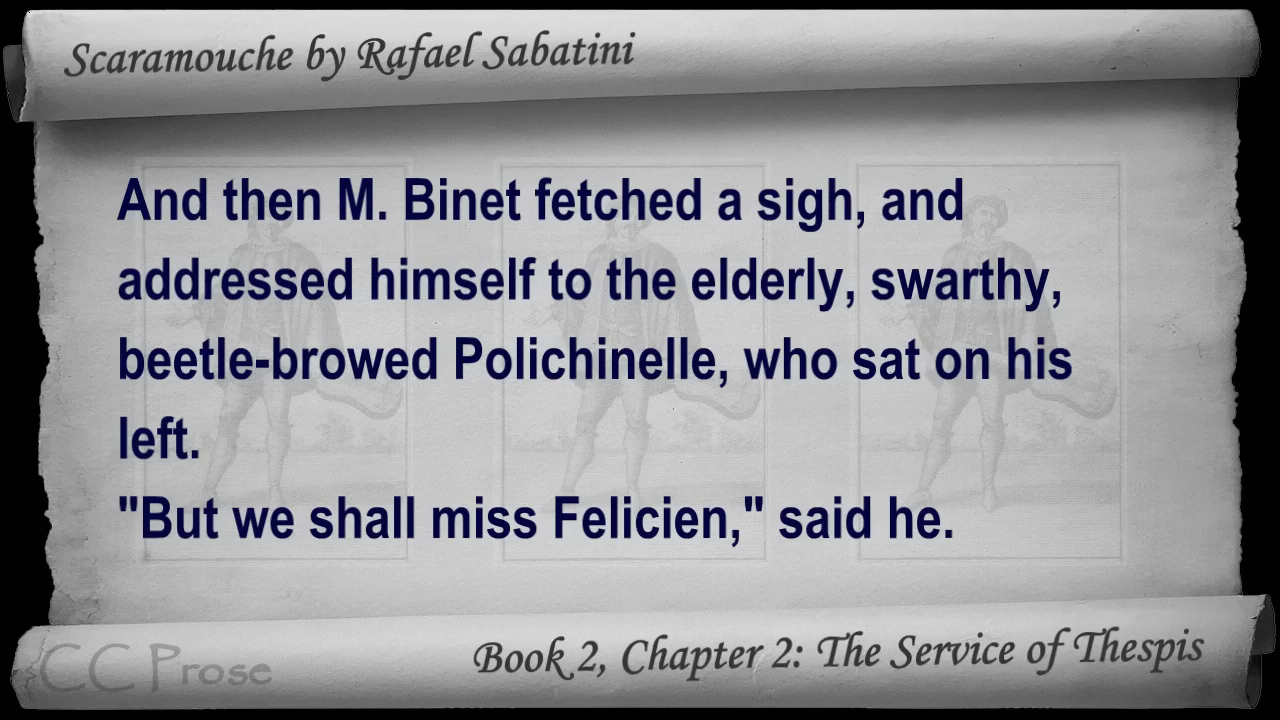 Scaramouche by Rafael Sabatini
And then M. Binet fetched a sigh, and
addressed himself to the elderly, swarthy,
beetle-browed Polichinelle, who sat on his
left.
"But we shall miss Felicien," said he.
CC Prose
Book 2, Chapter 2: The Service of Thespis